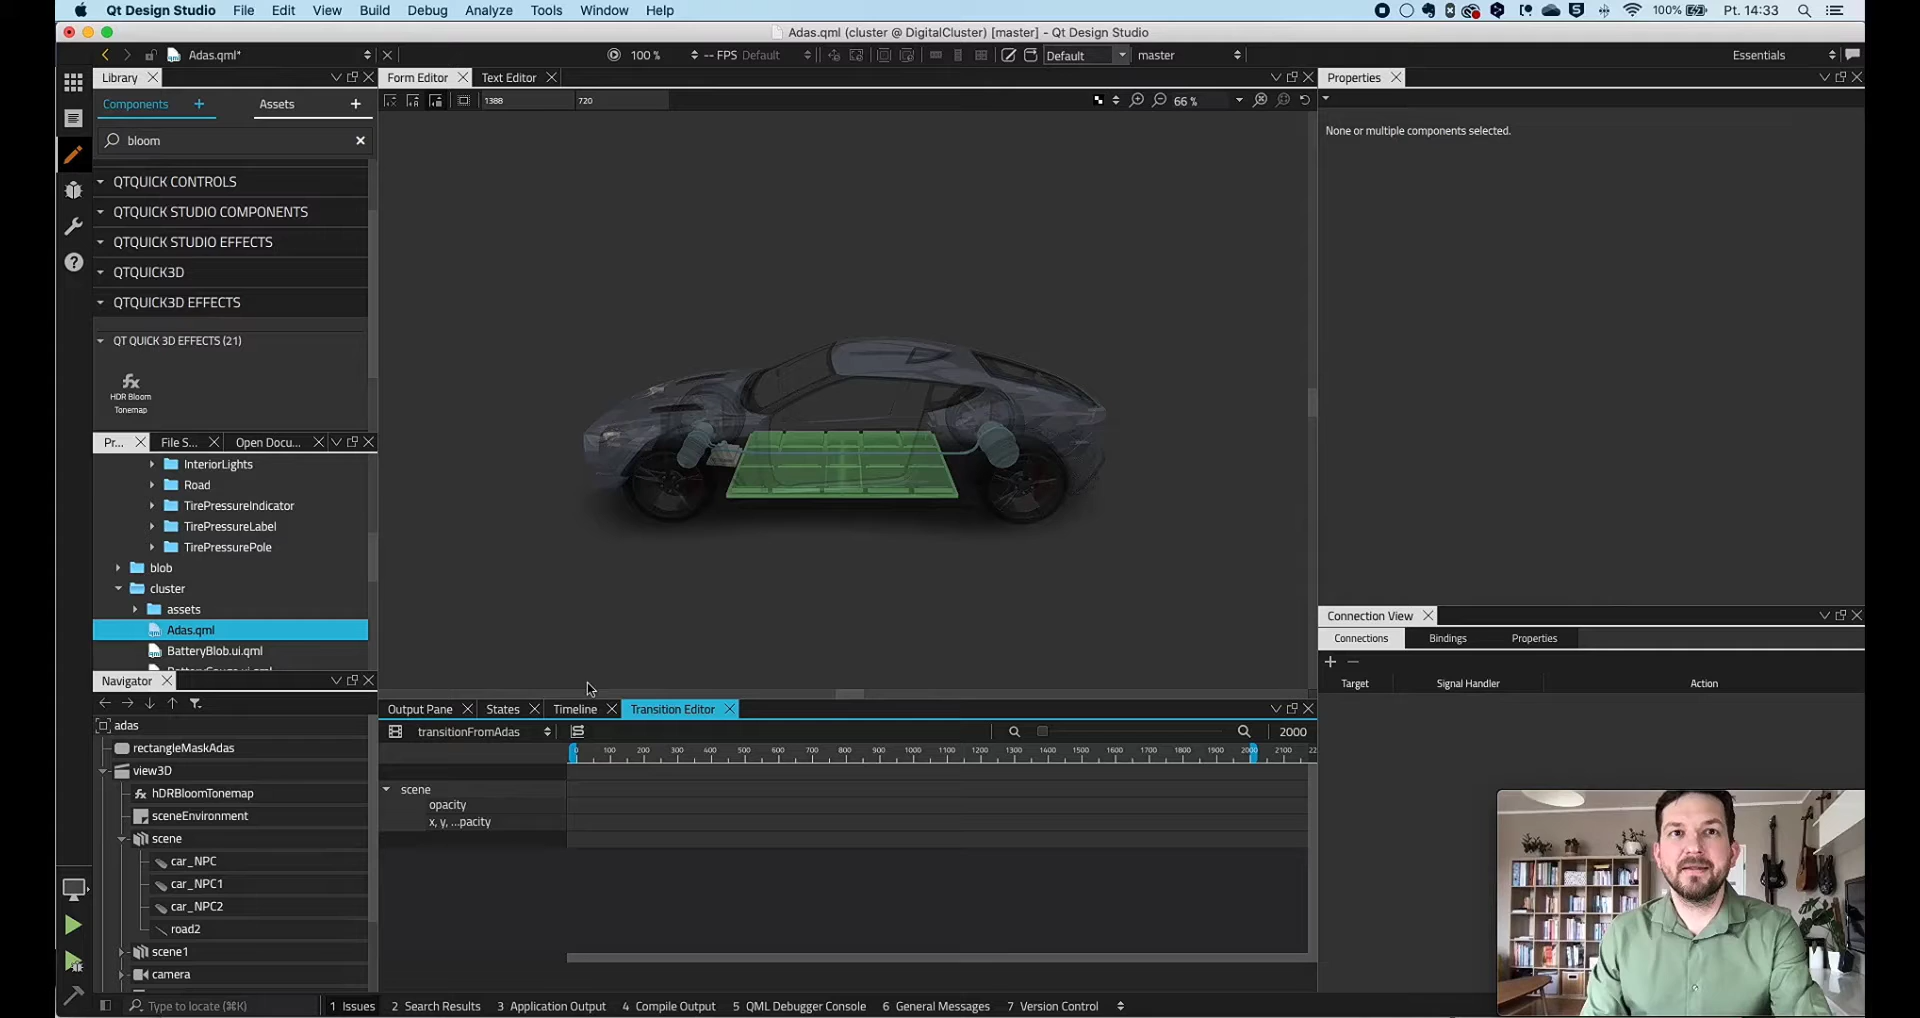 Qt Design Studio File Edit View Build Debug Analyze Tools Window Help 100% Pt. 14:33
Adas.qml (cluster @ DigitalCluster) [master] - Qt Design Studio
Adas.qml* 100 % -- FPS Default Default master Essentials
Library Form Editor Text Editor Properties
Components + Assets + 1388 720 66 %
bloom
None or multiple components selected.
QTQUICK CONTROLS
QTQUICK STUDIO COMPONENTS
QTQUICK STUDIO EFFECTS
QTQUICK3D
QTQUICK3D EFFECTS
QT QUICK 3D EFFECTS (21)
fx
HDR Bloom
Tonemap
Pr... File S... Open Docu...
InteriorLights
Road
TirePressureIndicator
TirePressureLabel
TirePressurePole
blob
cluster
assets
Adas.qml
BatteryBlob.ui.qml
Connection View
Connections Bindings Properties
Target Signal Handler Action
Navigator
Output Pane States Timeline Transition Editor
adas
rectangleMaskAdas
view3D
fx hDRBloomTonemap
sceneEnvironment
scene
car_NPC
car_NPC1
car_NPC2
road2
scene1
camera
transitionFromAdas 2000
0 100 200 300 400 500 600 700 800 900 1000 1100 1200 1300 1400 1500 1600 1700 1800 1900 2000 2100 22
scene
opacity
x, y, ...pacity
Type to locate (⌘K) 1 Issues 2 Search Results 3 Application Output 4 Compile Output 5 QML Debugger Console 6 General Messages 7 Version Control